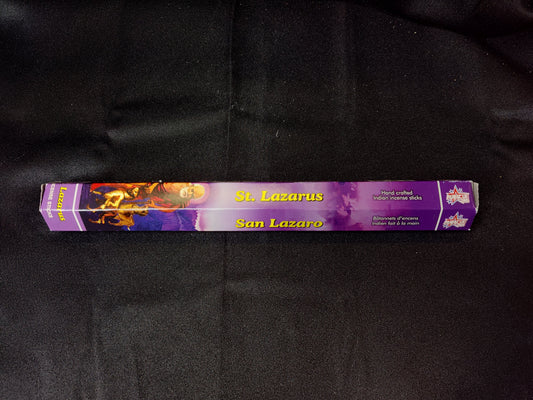 St. Lazarus
San Lazaro
Hand crafted
Indian incense sticks
Bâtonnets d'encens
Indien fait à la main
Lazarus